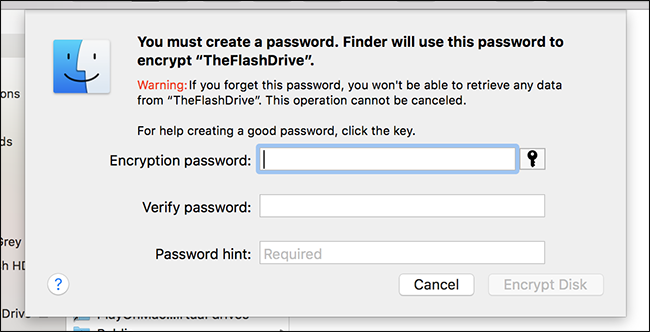 You must create a password. Finder will use this password to
encrypt “TheFlashDrive”.
Warning: If you forget this password, you won't be able to retrieve any data
from “TheFlashDrive”. This operation cannot be canceled.
For help creating a good password, click the key.
Encryption password:
Verify password:
Password hint: Required
? Cancel Encrypt Disk
ons
ds
Grey
h HD
Drive